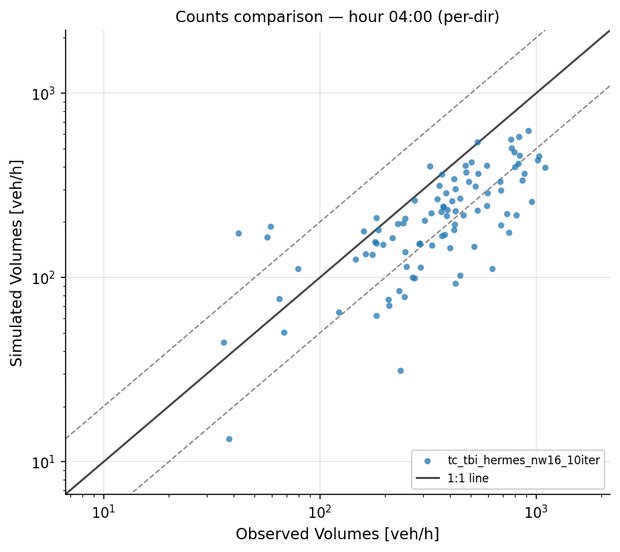 Counts comparison — hour 04:00 (per-dir)
Simulated Volumes [veh/h]
10³
10²
10¹
10¹
10²
10³
Observed Volumes [veh/h]
tc_tbi_hermes_nw16_10iter
1:1 line